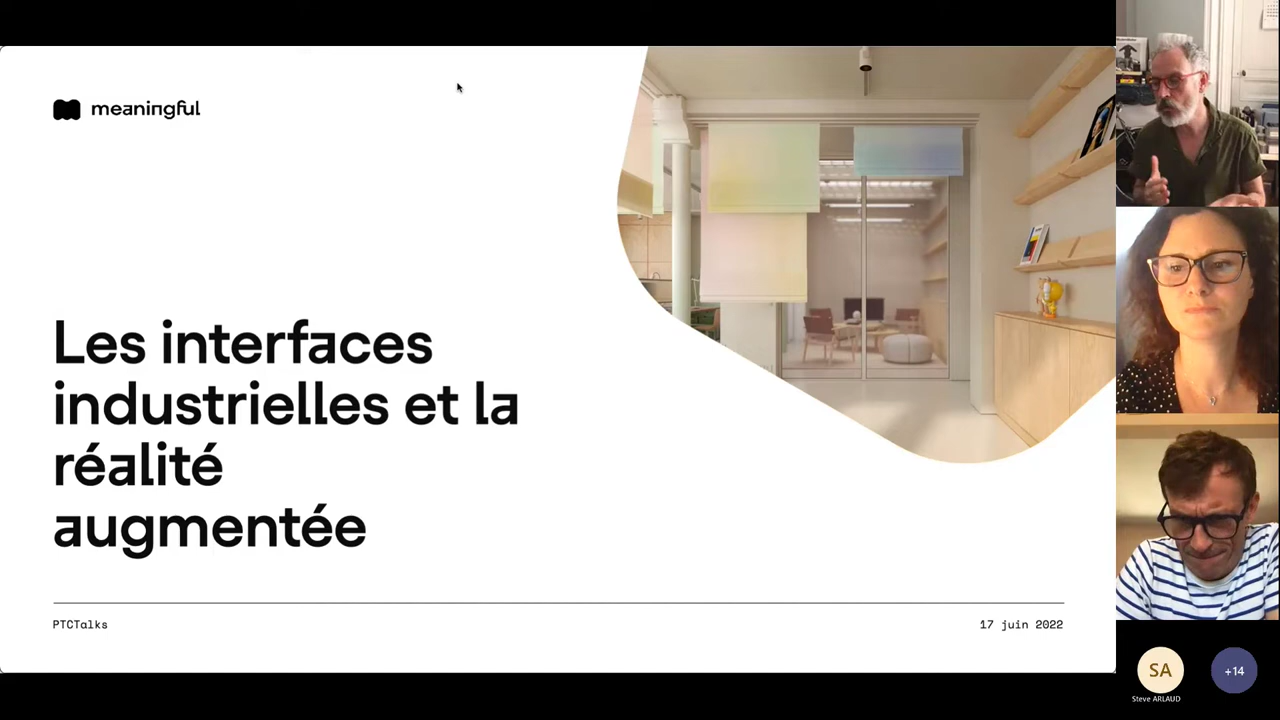 meaningful
Les interfaces
industrielles et la
réalité
augmentée
PTCTalks
17 juin 2022
SA
+14
Steve ARLAUD